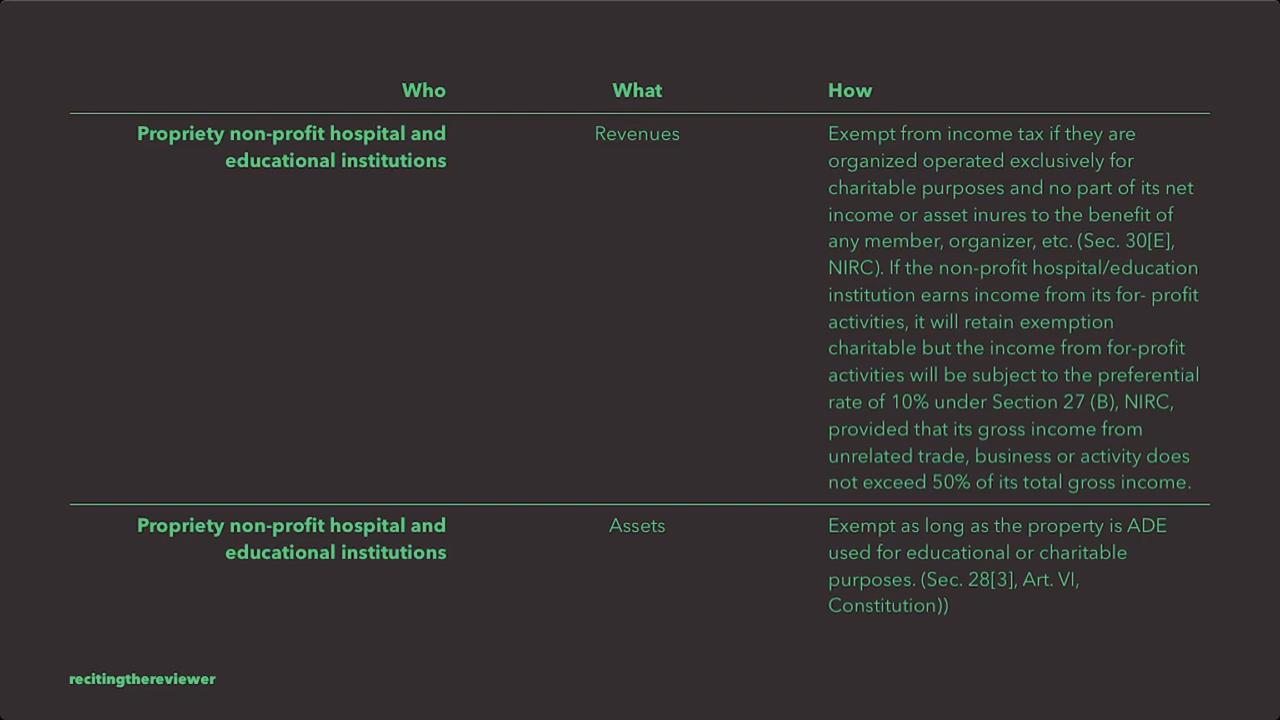 Who What How
Propriety non-profit hospital and Revenues Exempt from income tax if they are
educational institutions organized operated exclusively for
charitable purposes and no part of its net
income or asset inures to the benefit of
any member, organizer, etc. (Sec. 30[E],
NIRC). If the non-profit hospital/education
institution earns income from its for- profit
activities, it will retain exemption
charitable but the income from for-profit
activities will be subject to the preferential
rate of 10% under Section 27 (B), NIRC,
provided that its gross income from
unrelated trade, business or activity does
not exceed 50% of its total gross income.
Propriety non-profit hospital and Assets Exempt as long as the property is ADE
educational institutions used for educational or charitable
purposes. (Sec. 28[3], Art. VI,
Constitution))
recitingthereviewer